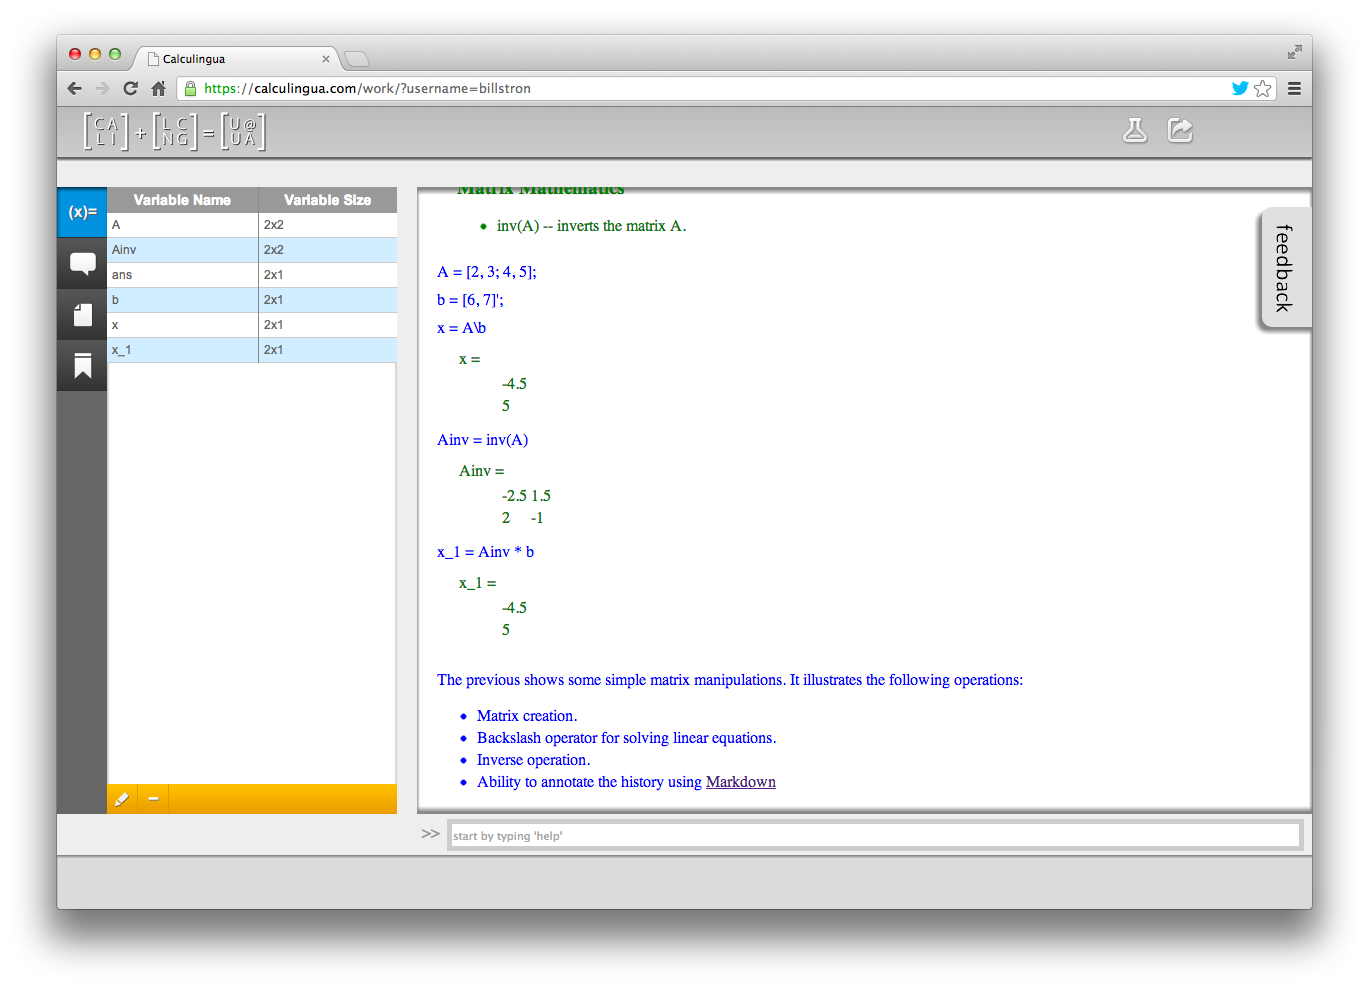 Calculingua
https://calculingua.com/work/?username=billstron
[CA LI] + [LC NG] = [U@ UA]
(x)=
Variable Name Variable Size
A 2x2
Ainv 2x2
ans 2x1
b 2x1
x 2x1
x_1 2x1
Matrix Mathematics
• inv(A) -- inverts the matrix A.
A = [2, 3; 4, 5];
b = [6, 7]';
x = A\b
x =
-4.5
5
Ainv = inv(A)
Ainv =
-2.5 1.5
2 -1
x_1 = Ainv * b
x_1 =
-4.5
5
The previous shows some simple matrix manipulations. It illustrates the following operations:
• Matrix creation.
• Backslash operator for solving linear equations.
• Inverse operation.
• Ability to annotate the history using Markdown
feedback
>> start by typing 'help'